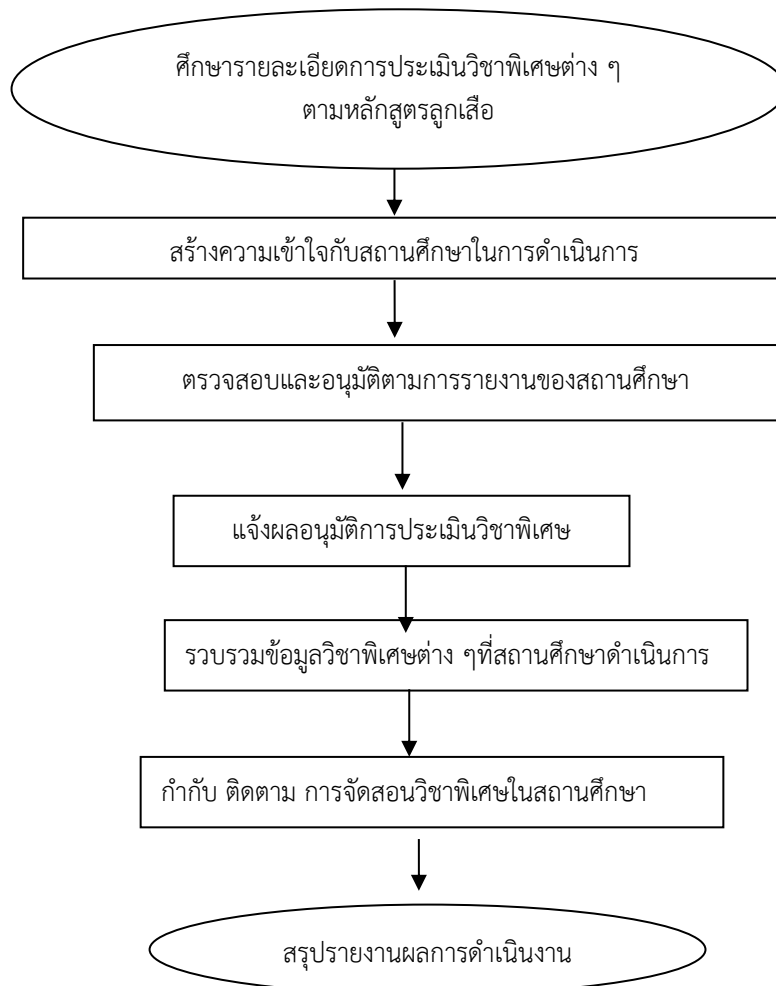 ศึกษารายละเอียดการประเมินวิชาพิเศษต่าง ๆ
ตามหลักสูตรลูกเสือ
สร้างความเข้าใจกับสถานศึกษาในการดำเนินการ
ตรวจสอบและอนุมัติตามการรายงานของสถานศึกษา
แจ้งผลอนุมัติการประเมินวิชาพิเศษ
รวบรวมข้อมูลวิชาพิเศษต่าง ๆที่สถานศึกษาดำเนินการ
กำกับ ติดตาม การจัดสอนวิชาพิเศษในสถานศึกษา
สรุปรายงานผลการดำเนินงาน